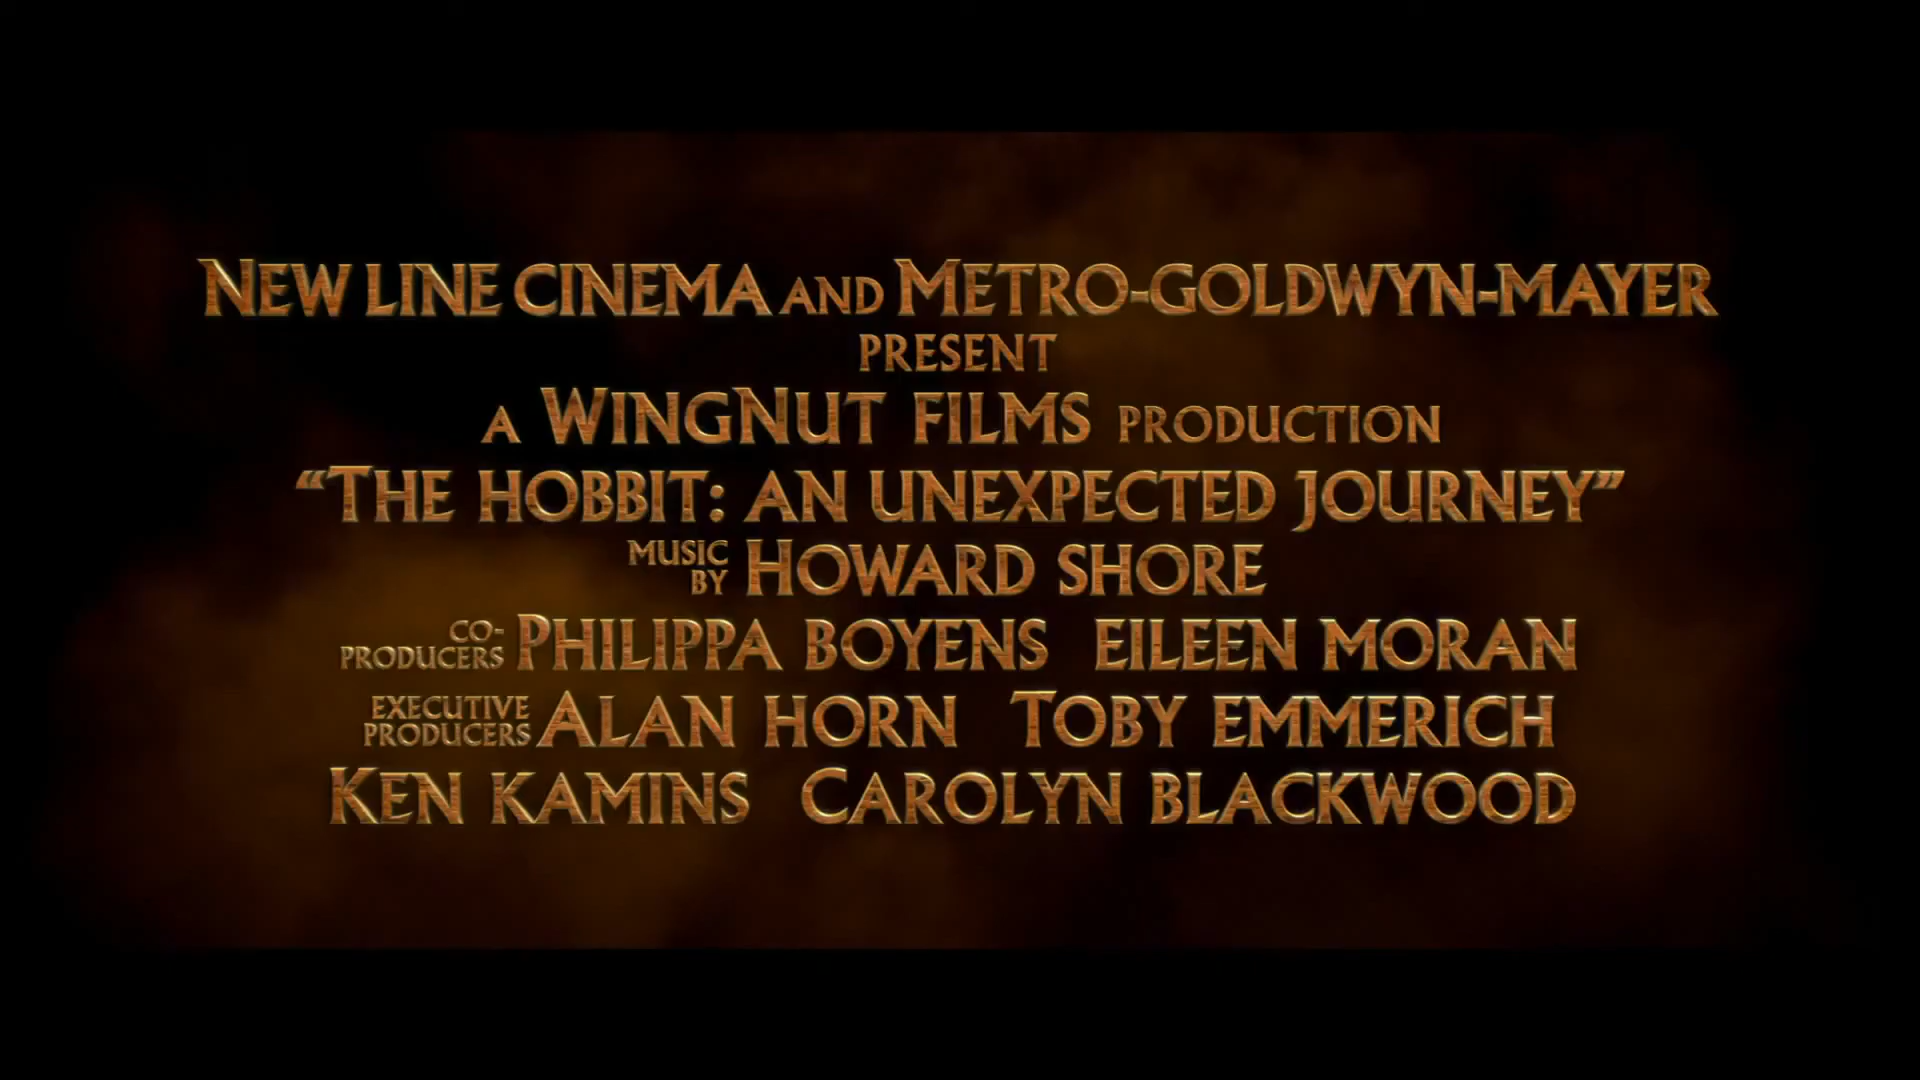 NEW LINE CINEMA AND METRO-GOLDWYN-MAYER
PRESENT
A WINGNUT FILMS PRODUCTION
“THE HOBBIT: AN UNEXPECTED JOURNEY”
MUSIC BY HOWARD SHORE
CO-PRODUCERS PHILIPPA BOYENS EILEEN MORAN
EXECUTIVE PRODUCERS ALAN HORN TOBY EMMERICH
KEN KAMINS CAROLYN BLACKWOOD